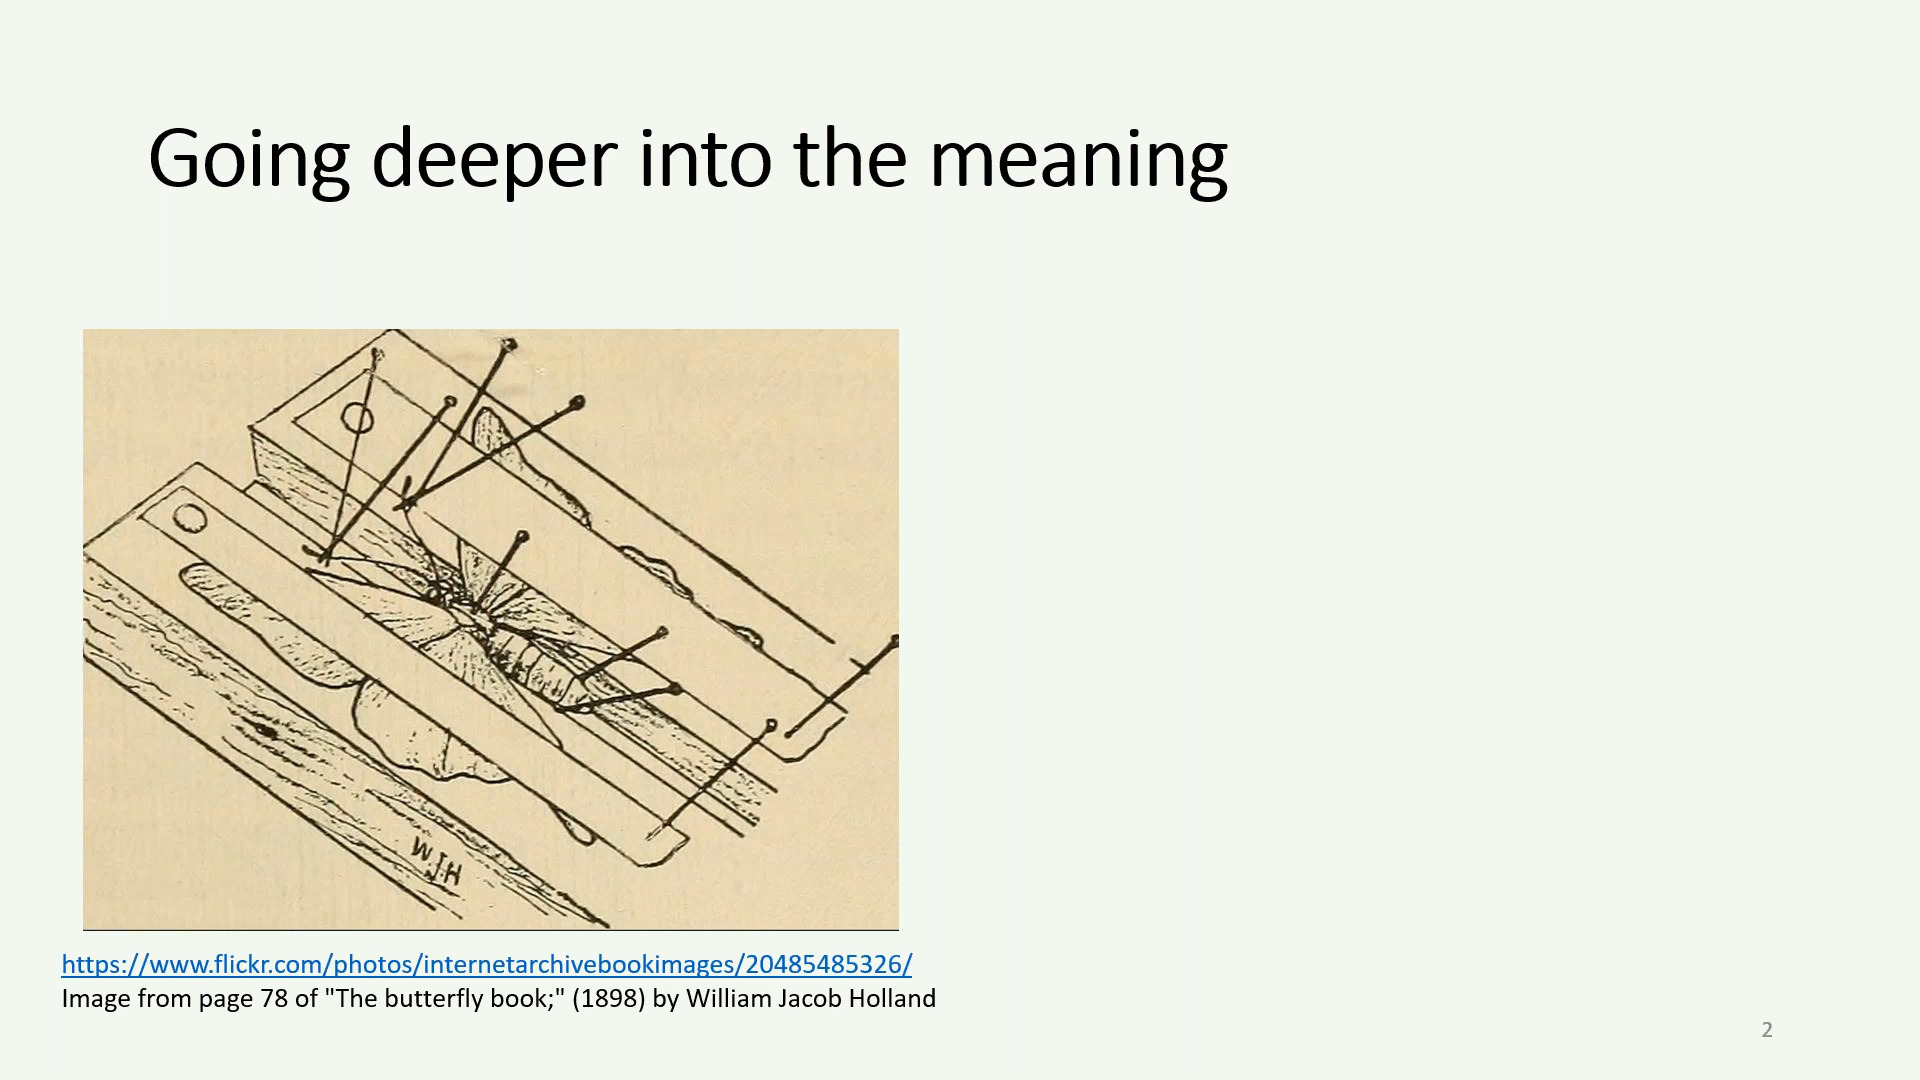 Going deeper into the meaning
WJH
https://www.flickr.com/photos/internetarchivebookimages/20485485326/
Image from page 78 of "The butterfly book;" (1898) by William Jacob Holland
2